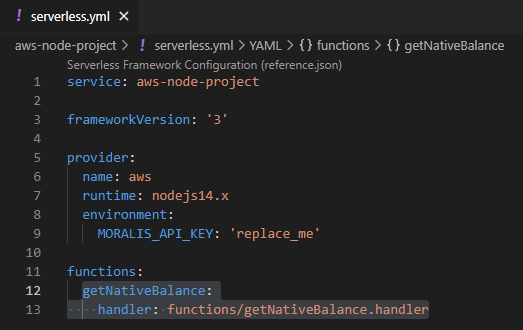 ! serverless.yml ×
aws-node-project > ! serverless.yml > YAML > {} functions > {} getNativeBalance
Serverless Framework Configuration (reference.json)
1 service: aws-node-project
2
3 frameworkVersion: '3'
4
5 provider:
6   name: aws
7   runtime: nodejs14.x
8   environment:
9     MORALIS_API_KEY: 'replace_me'
10
11 functions:
12   getNativeBalance:
13     handler: functions/getNativeBalance.handler